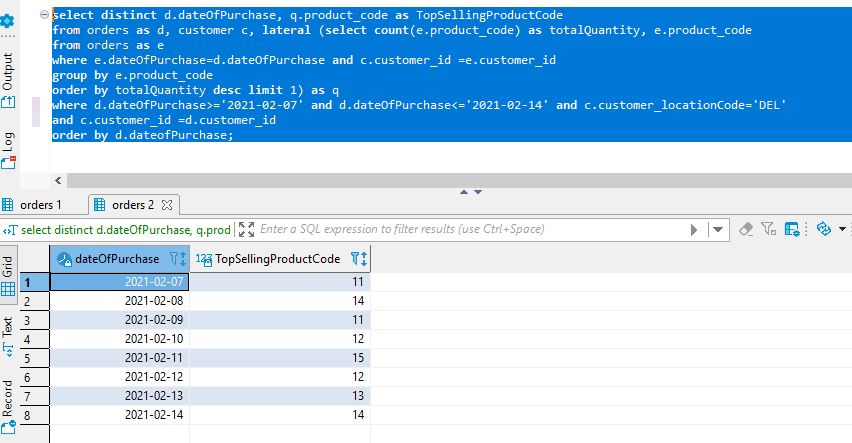 select distinct d.dateOfPurchase, q.product_code as TopSellingProductCode
from orders as d, customer c, lateral (select count(e.product_code) as totalQuantity, e.product_code
from orders as e
where e.dateOfPurchase=d.dateOfPurchase and c.customer_id =e.customer_id
group by e.product_code
order by totalQuantity desc limit 1) as q
where d.dateOfPurchase>='2021-02-07' and d.dateOfPurchase<='2021-02-14' and c.customer_locationCode='DEL'
and c.customer_id =d.customer_id
order by d.dateofPurchase;
Output
Log
orders 1
orders 2
select distinct d.dateOfPurchase, q.prod
Enter a SQL expression to filter results (use Ctrl+Space)
Grid
Text
Record
dateOfPurchase 123 TopSellingProductCode
1 2021-02-07 11
2 2021-02-08 14
3 2021-02-09 11
4 2021-02-10 12
5 2021-02-11 15
6 2021-02-12 12
7 2021-02-13 13
8 2021-02-14 14